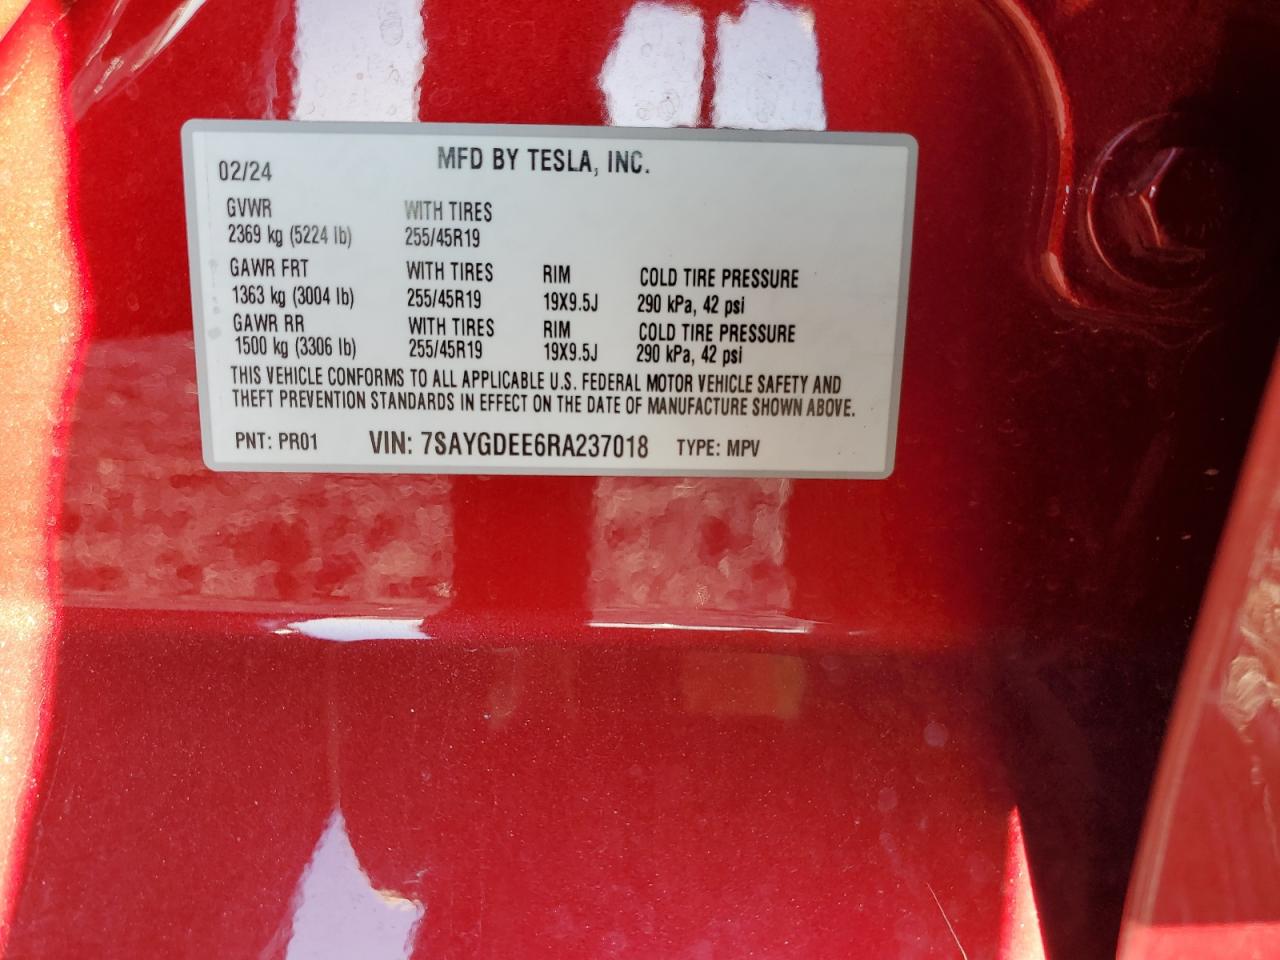 MFD BY TESLA, INC.
02/24
GVWR WITH TIRES
2369 kg (5224 lb) 255/45R19
GAWR FRT WITH TIRES RIM COLD TIRE PRESSURE
1363 kg (3004 lb) 255/45R19 19X9.5J 290 kPa, 42 psi
GAWR RR WITH TIRES RIM COLD TIRE PRESSURE
1500 kg (3306 lb) 255/45R19 19X9.5J 290 kPa, 42 psi
THIS VEHICLE CONFORMS TO ALL APPLICABLE U.S. FEDERAL MOTOR VEHICLE SAFETY AND
THEFT PREVENTION STANDARDS IN EFFECT ON THE DATE OF MANUFACTURE SHOWN ABOVE.
PNT: PR01 VIN: 7SAYGDEE6RA237018 TYPE: MPV